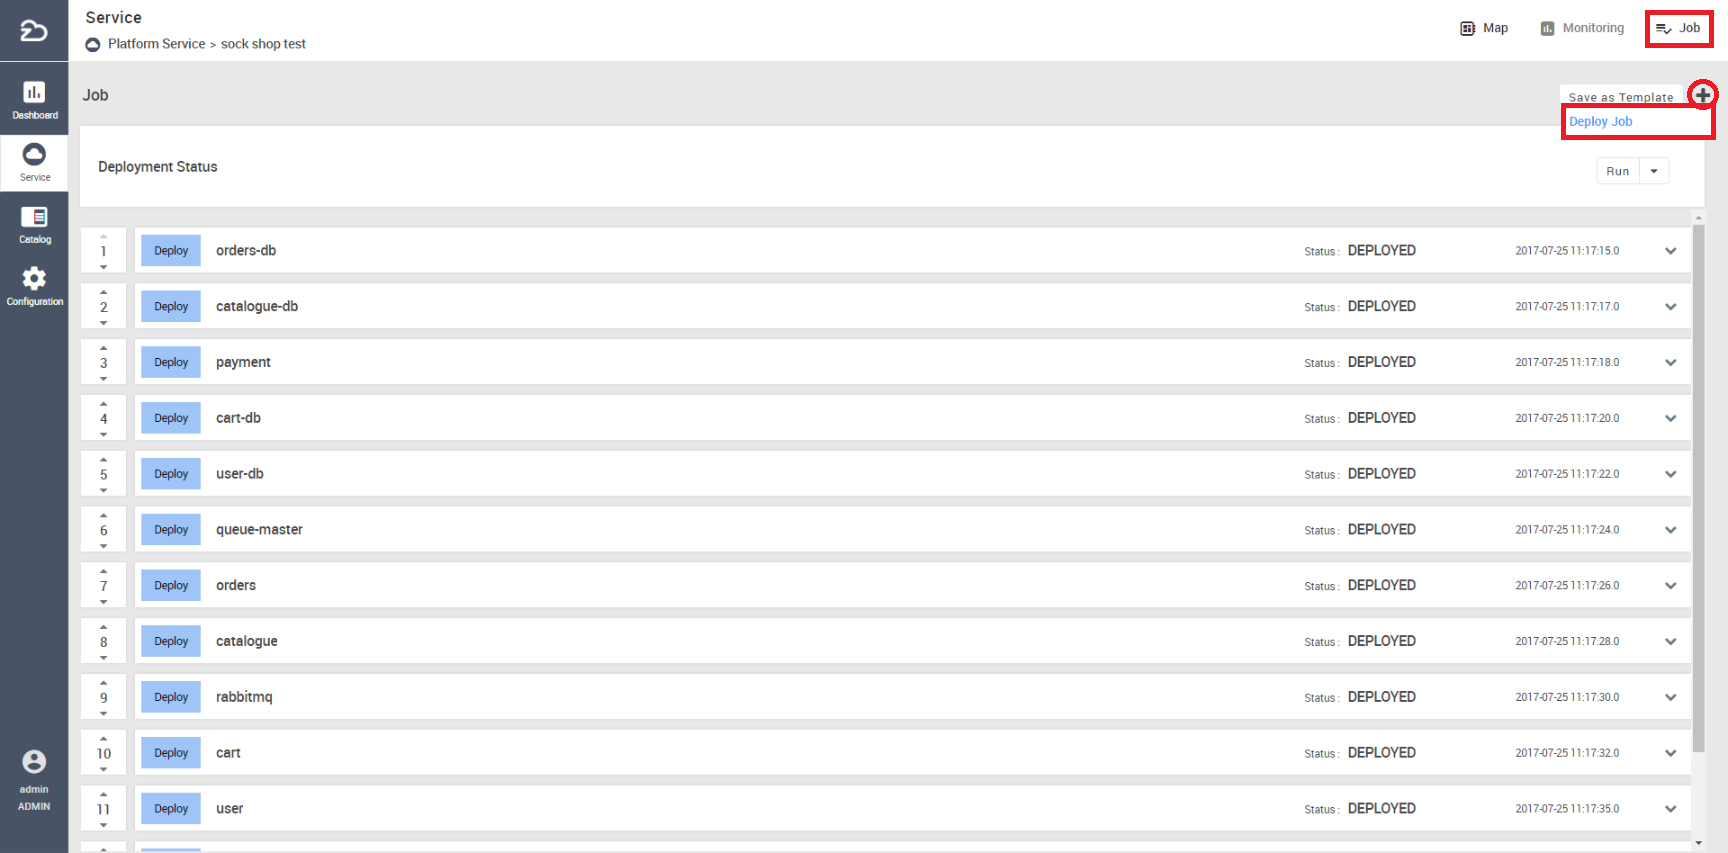 Service
Platform Service > sock shop test
Map
Monitoring
Job
Dashboard
Service
Catalog
Configuration
admin
ADMIN
Job
Save as Template
Deploy Job
Deployment Status
Run
1 Deploy orders-db Status : DEPLOYED 2017-07-25 11:17:15.0
2 Deploy catalogue-db Status : DEPLOYED 2017-07-25 11:17:17.0
3 Deploy payment Status : DEPLOYED 2017-07-25 11:17:18.0
4 Deploy cart-db Status : DEPLOYED 2017-07-25 11:17:20.0
5 Deploy user-db Status : DEPLOYED 2017-07-25 11:17:22.0
6 Deploy queue-master Status : DEPLOYED 2017-07-25 11:17:24.0
7 Deploy orders Status : DEPLOYED 2017-07-25 11:17:26.0
8 Deploy catalogue Status : DEPLOYED 2017-07-25 11:17:28.0
9 Deploy rabbitmq Status : DEPLOYED 2017-07-25 11:17:30.0
10 Deploy cart Status : DEPLOYED 2017-07-25 11:17:32.0
11 Deploy user Status : DEPLOYED 2017-07-25 11:17:35.0